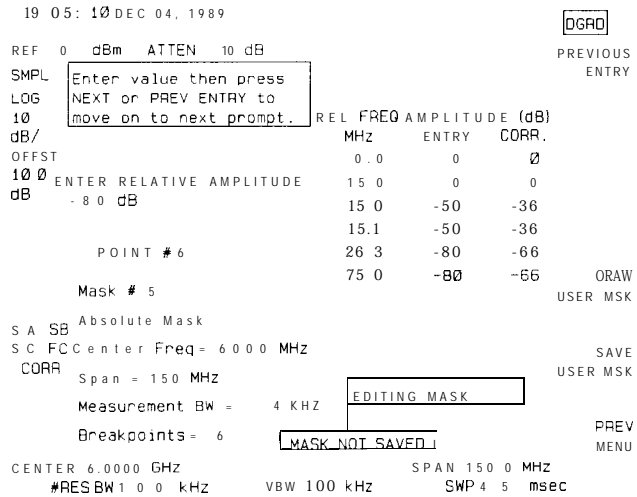 19 05: 10 DEC 04, 1989
DGRD
REF 0 dBm ATTEN 10 dB
PREVIOUS
ENTRY
SMPL
LOG
10
dB/
OFFST
10 0
dB
Enter value then press
NEXT or PREV ENTRY to
move on to next prompt.
REL FREQ AMPLITUDE (dB)
MHz ENTRY CORR.
0.0 0 0
15 0 0 0
15 0 -50 -36
15.1 -50 -36
26 3 -80 -66
75 0 -80 -66
ENTER RELATIVE AMPLITUDE
-80 dB
POINT #6
Mask # 5
ORAW
USER MSK
Absolute Mask
SA SB
SC FC
CORR
Center Freq= 6000 MHz
SAVE
USER MSK
Span = 150 MHz
EDITING MASK
Measurement BW = 4 KHZ
Breakpoints= 6
MASK NOT SAVED
PREV
MENU
CENTER 6.0000 GHz SPAN 150 0 MHz
#RES BW 100 kHz VBW 100 kHz SWP 45 msec